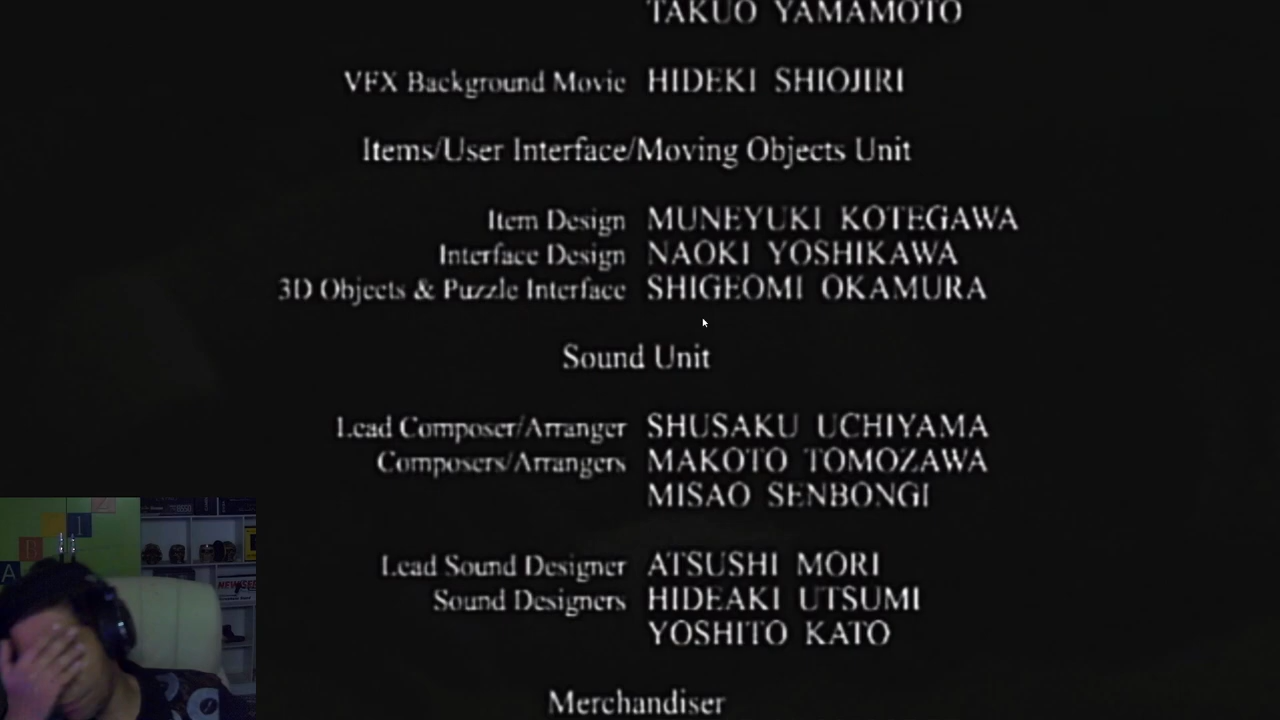 TAKUO YAMAMOTO
VFX Background Movie HIDEKI SHIOJIRI
Items/User Interface/Moving Objects Unit
Item Design MUNEYUKI KOTEGAWA
Interface Design NAOKI YOSHIKAWA
3D Objects & Puzzle Interface SHIGEOMI OKAMURA
Sound Unit
Lead Composer/Arranger SHUSAKU UCHIYAMA
Composers/Arrangers MAKOTO TOMOZAWA
MISAO SENBONGI
Lead Sound Designer ATSUSHI MORI
Sound Designers HIDEAKI UTSUMI
YOSHITO KATO
Merchandiser
2
1
B
A